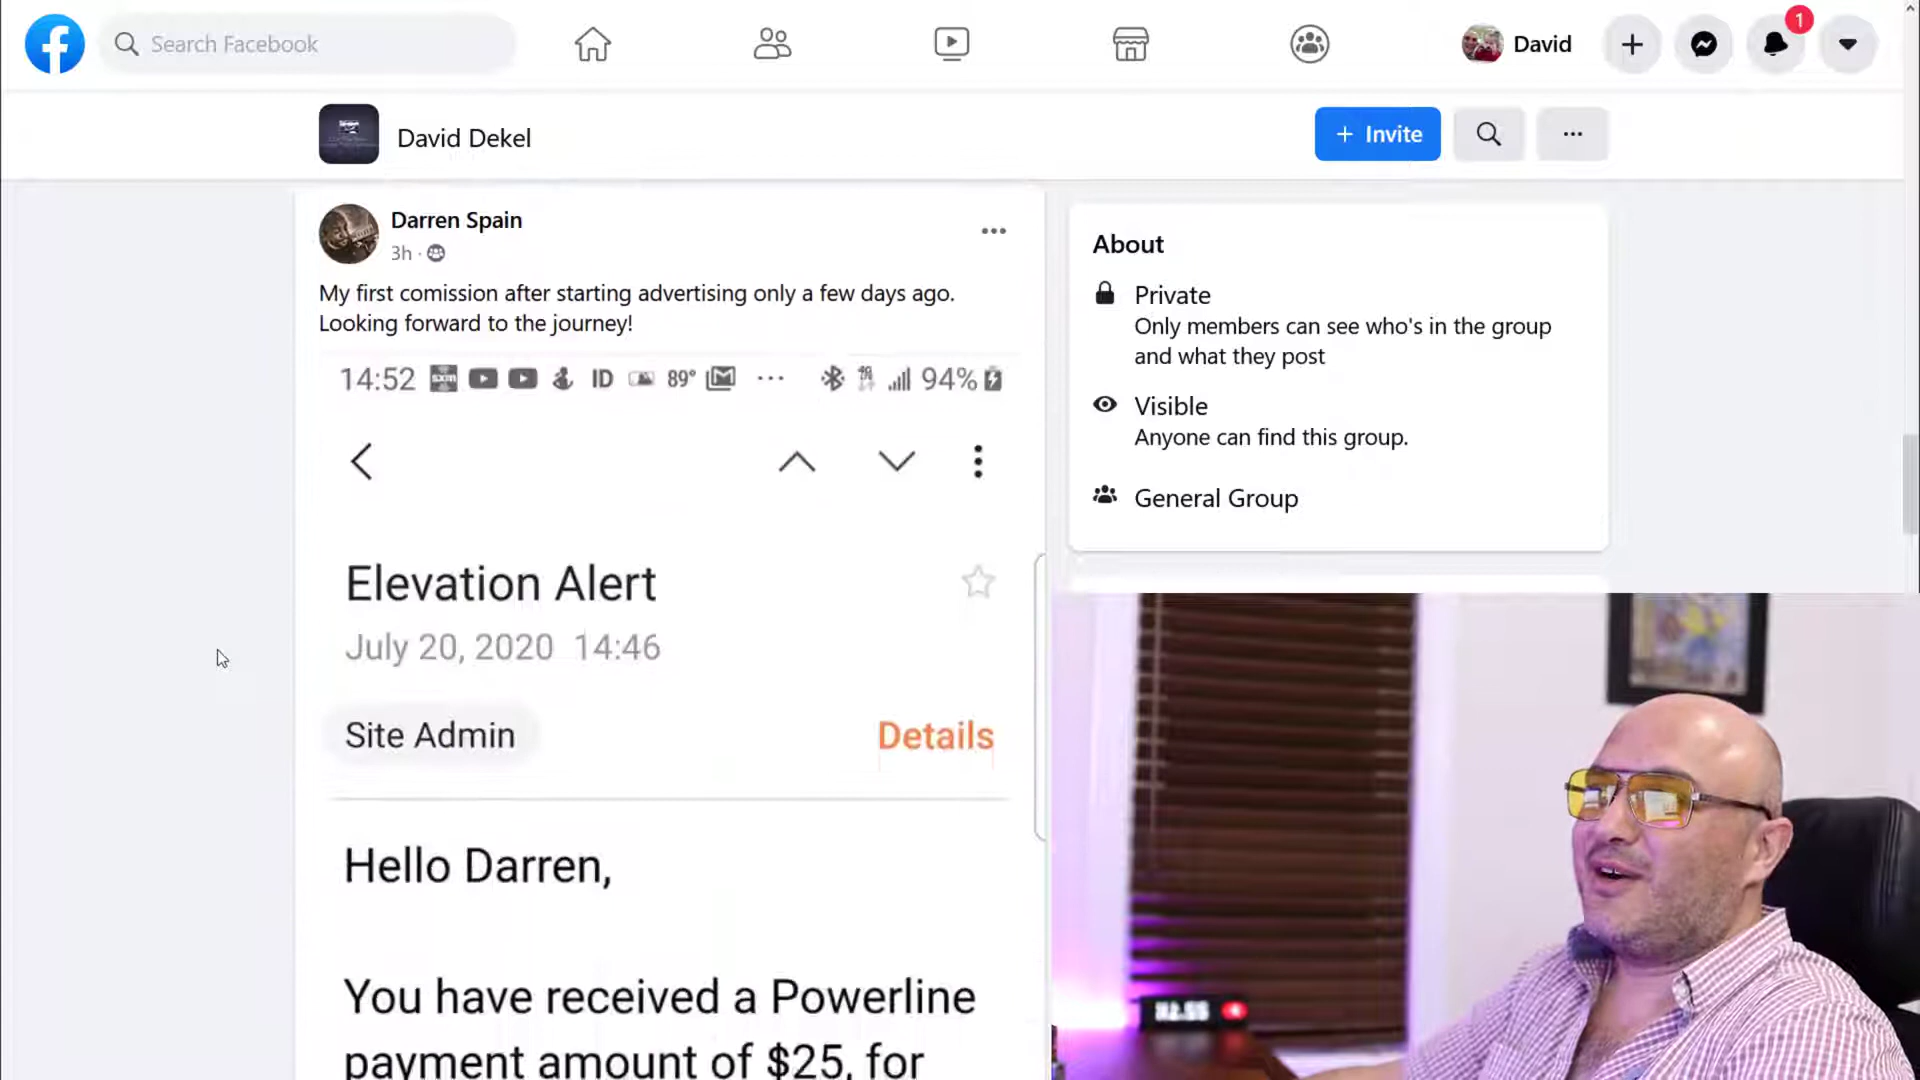 Search Facebook
David
1
David Dekel
+ Invite
Darren Spain
3h ·
My first comission after starting advertising only a few days ago.
Looking forward to the journey!
14:52 ID 89° ... 94%
Elevation Alert
July 20, 2020 14:46
Site Admin
Details
Hello Darren,
You have received a Powerline
payment amount of $25, for
About
Private
Only members can see who's in the group
and what they post
Visible
Anyone can find this group.
General Group